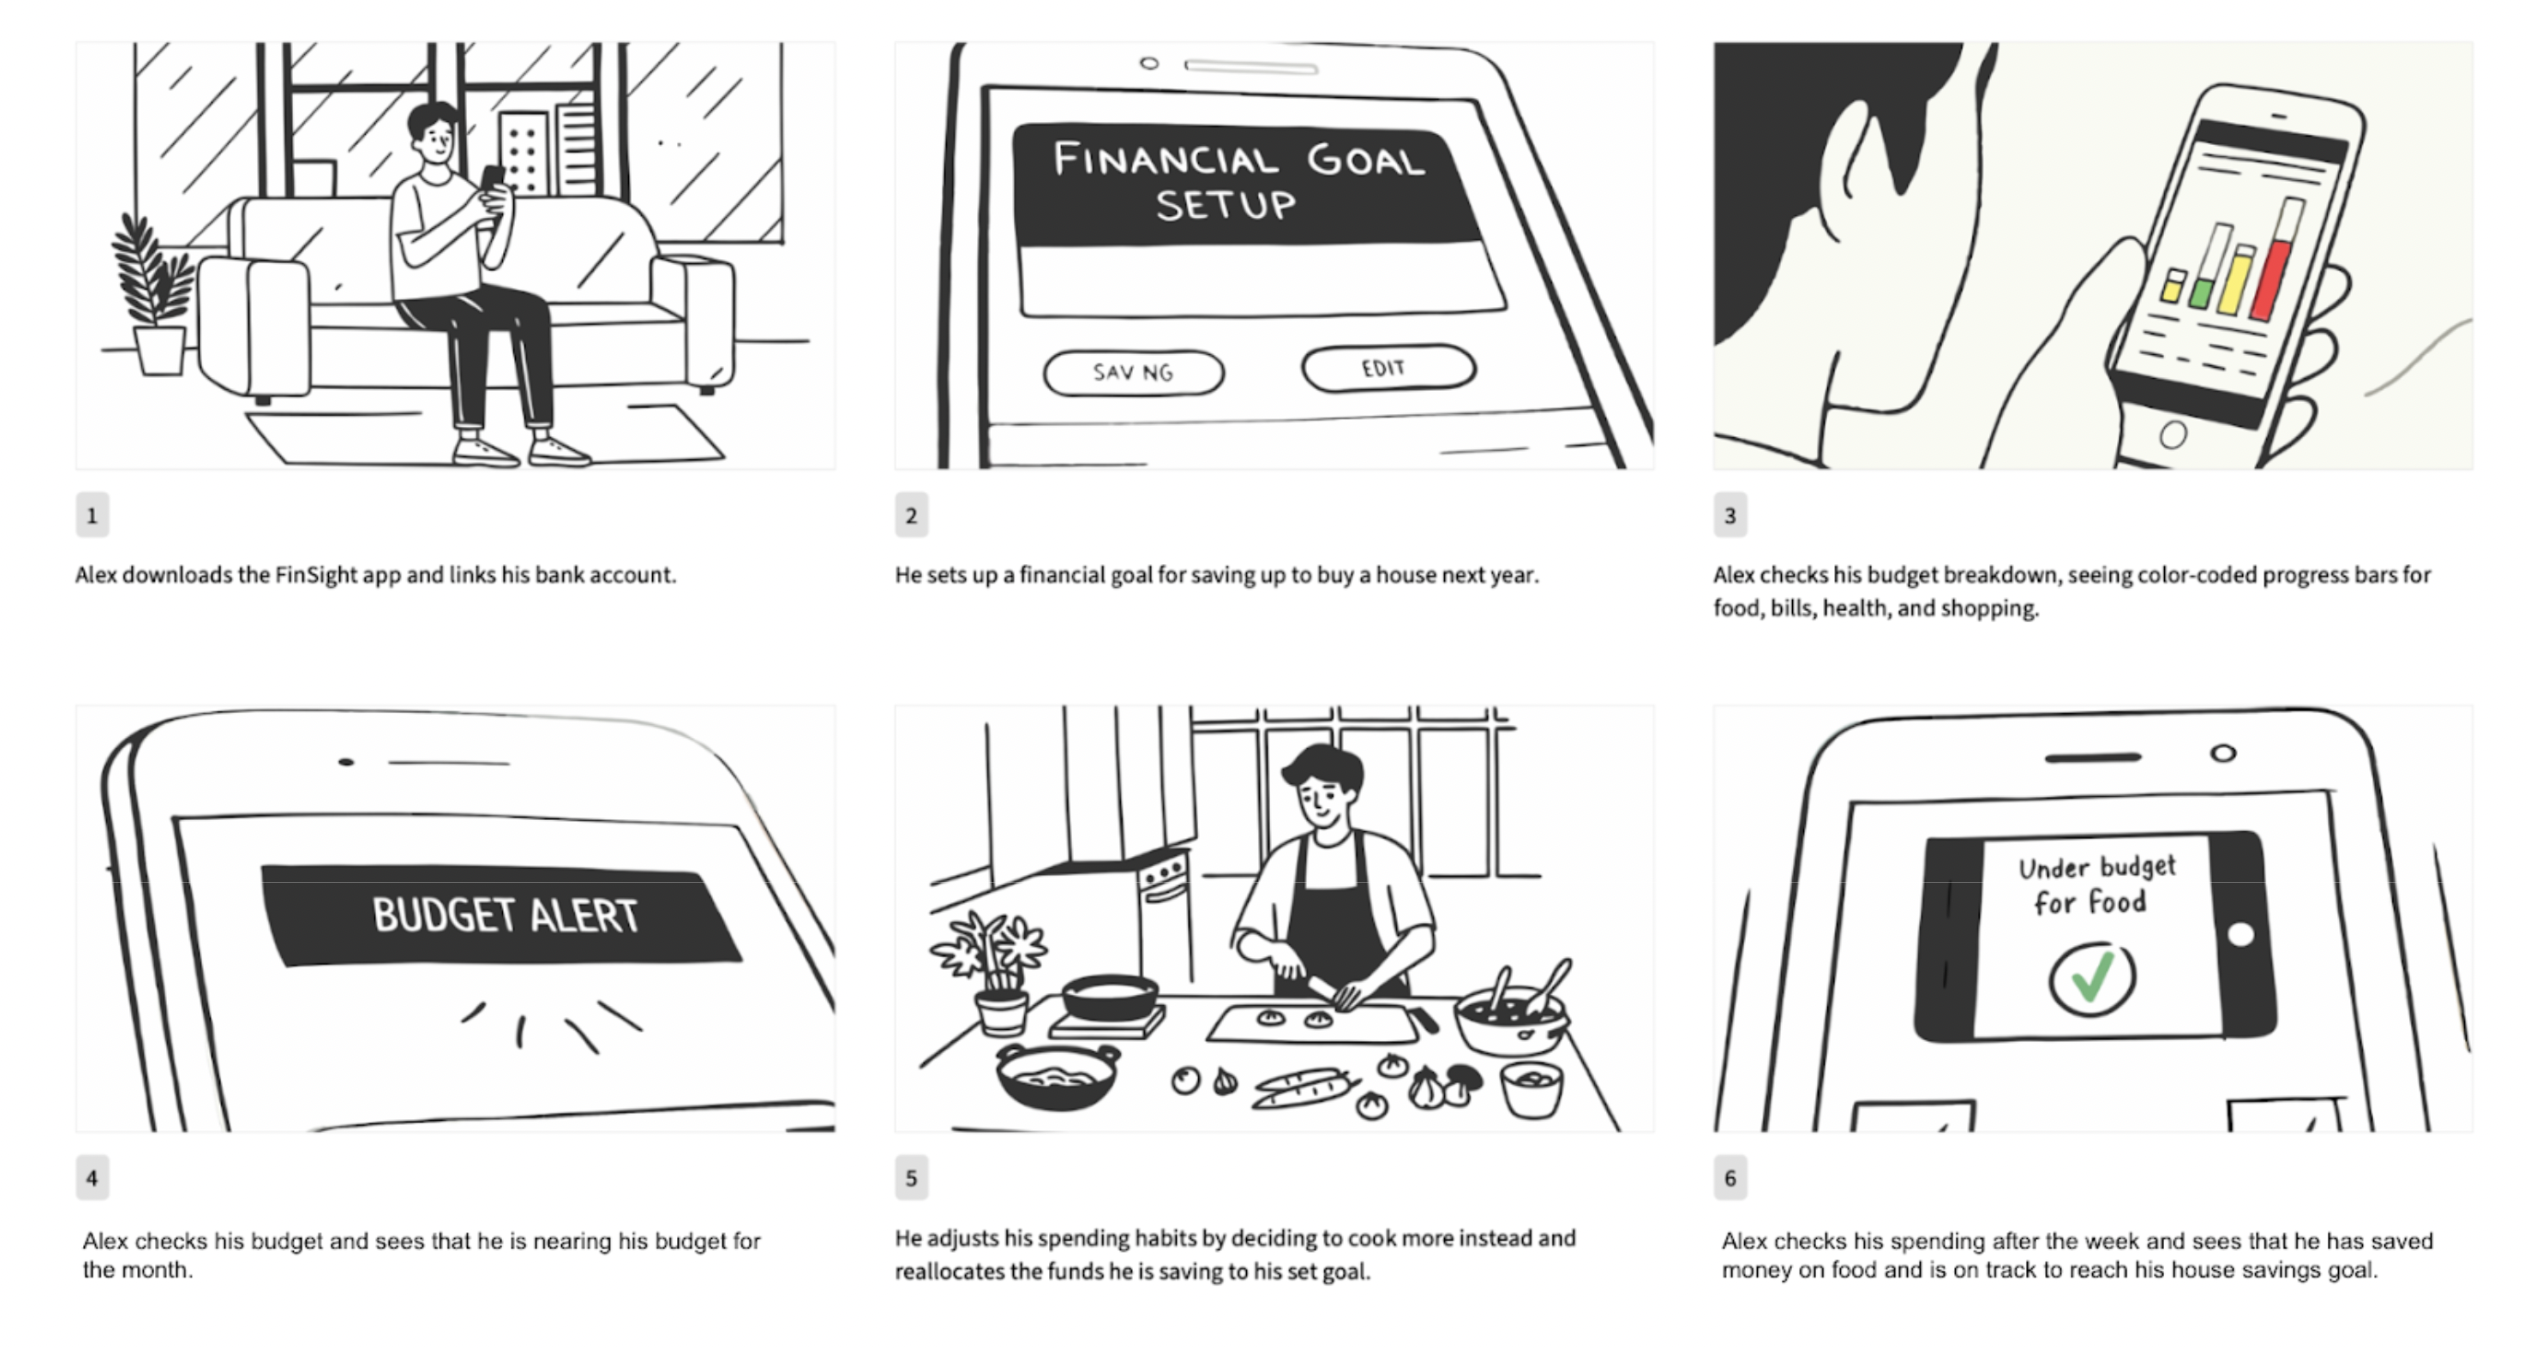 FINANCIAL GOAL
SETUP
SAV NG
EDIT
1
Alex downloads the FinSight app and links his bank account.
2
He sets up a financial goal for saving up to buy a house next year.
3
Alex checks his budget breakdown, seeing color-coded progress bars for
food, bills, health, and shopping.
BUDGET ALERT
Under budget
for food
4
Alex checks his budget and sees that he is nearing his budget for
the month.
5
He adjusts his spending habits by deciding to cook more instead and
reallocates the funds he is saving to his set goal.
6
Alex checks his spending after the week and sees that he has saved
money on food and is on track to reach his house savings goal.